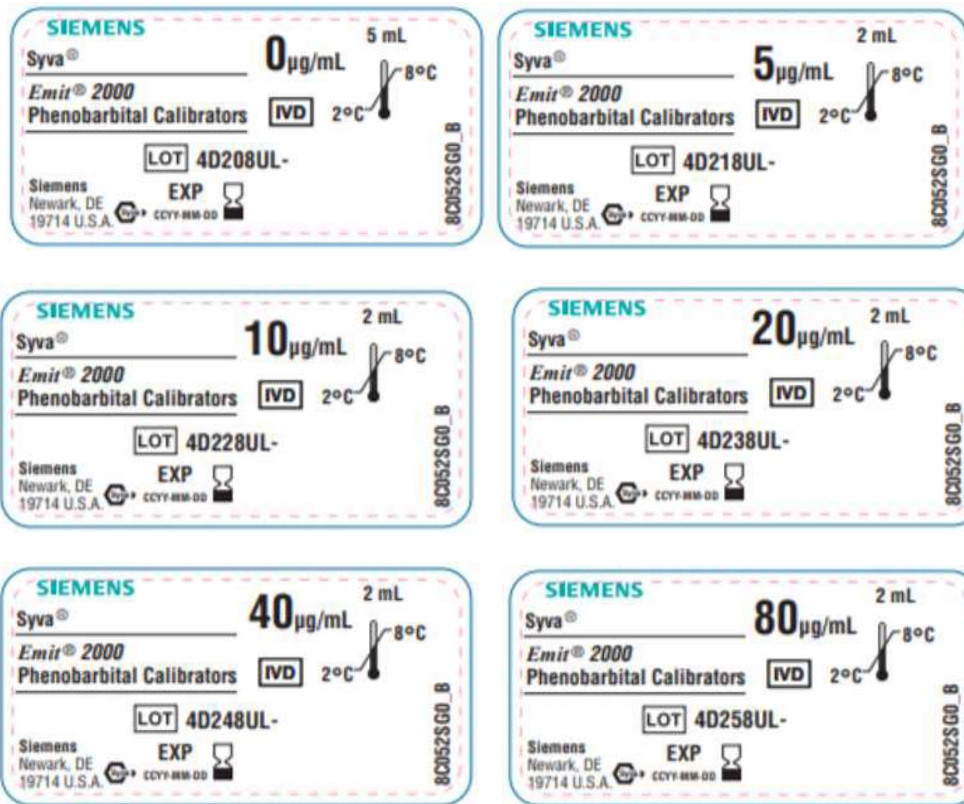 SIEMENS
5 mL
Syva®
0µg/mL
8°C
Emit® 2000
Phenobarbital Calibrators
IVD
2°C
LOT 4D208UL-
Siemens
Newark, DE
19714 U.S.A.
EXP
CCYY-MM-DD
8C052SG0_B
SIEMENS
2 mL
Syva®
5µg/mL
8°C
Emit® 2000
Phenobarbital Calibrators
IVD
2°C
LOT 4D218UL-
Siemens
Newark, DE
19714 U.S.A.
EXP
CCYY-MM-DD
8C052SG0_B
SIEMENS
2 mL
Syva®
10µg/mL
8°C
Emit® 2000
Phenobarbital Calibrators
IVD
2°C
LOT 4D228UL-
Siemens
Newark, DE
19714 U.S.A.
EXP
CCYY-MM-DD
8C052SG0_B
SIEMENS
2 mL
Syva®
20µg/mL
8°C
Emit® 2000
Phenobarbital Calibrators
IVD
2°C
LOT 4D238UL-
Siemens
Newark, DE
19714 U.S.A.
EXP
CCYY-MM-DD
8C052SG0_B
SIEMENS
2 mL
Syva®
40µg/mL
8°C
Emit® 2000
Phenobarbital Calibrators
IVD
2°C
LOT 4D248UL-
Siemens
Newark, DE
19714 U.S.A.
EXP
CCYY-MM-DD
8C052SG0_B
SIEMENS
2 mL
Syva®
80µg/mL
8°C
Emit® 2000
Phenobarbital Calibrators
IVD
2°C
LOT 4D258UL-
Siemens
Newark, DE
19714 U.S.A.
EXP
CCYY-MM-DD
8C052SG0_B